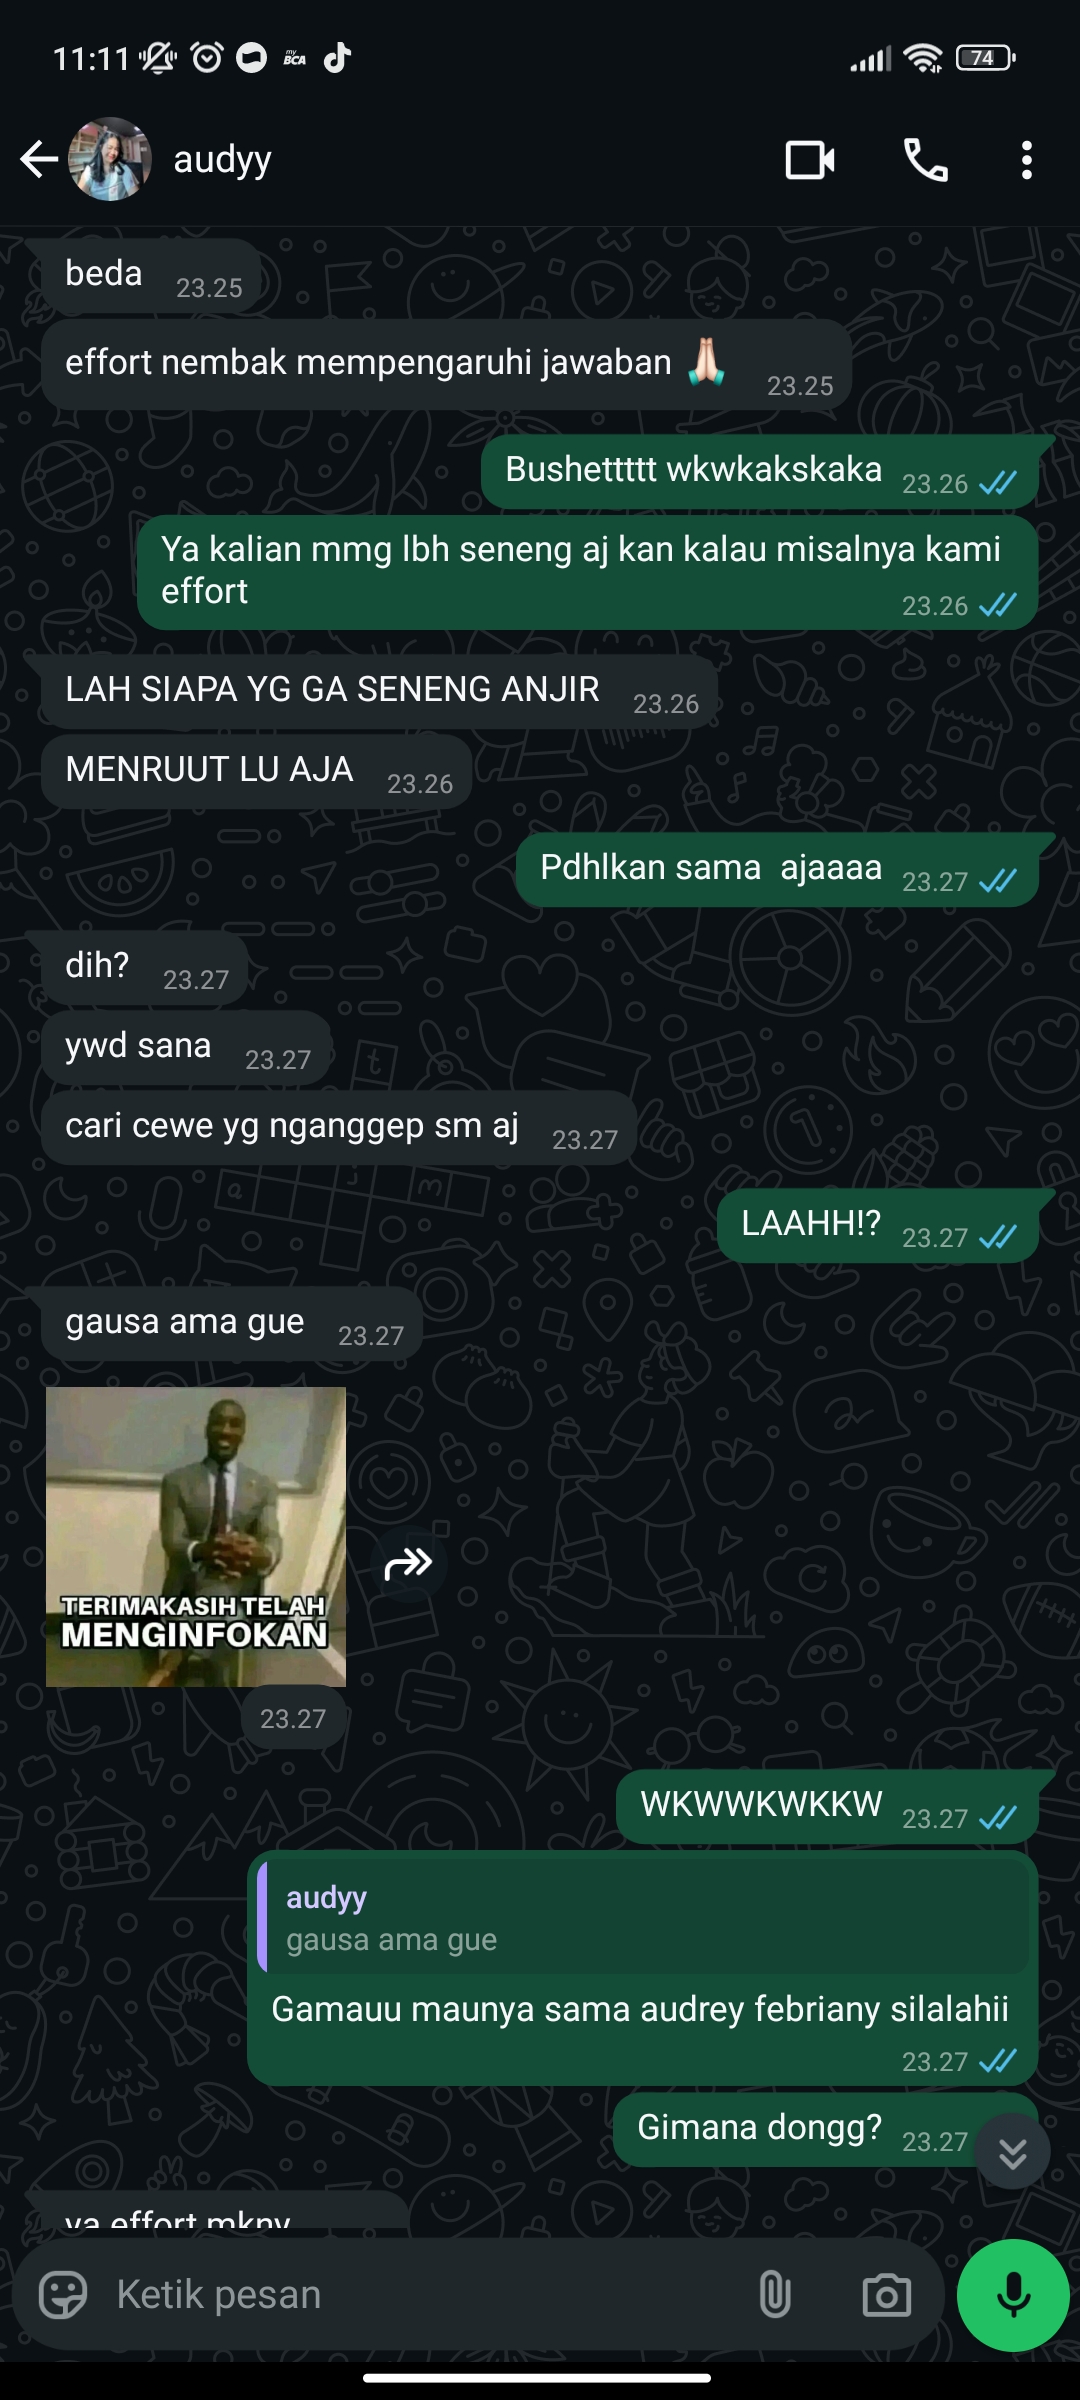 11:11
my
BCA
74
audyy
beda 23.25
effort nembak mempengaruhi jawaban 🙏🏻 23.25
Bushettttt wkwkakskaka 23.26
Ya kalian mmg lbh seneng aj kan kalau misalnya kami
effort 23.26
LAH SIAPA YG GA SENENG ANJIR 23.26
MENRUUT LU AJA 23.26
Pdhlkan sama  ajaaaa 23.27
dih? 23.27
ywd sana 23.27
cari cewe yg nganggep sm aj 23.27
LAAHH!? 23.27
gausa ama gue 23.27
TERIMAKASIH TELAH
MENGINFOKAN
23.27
WKWWKWKKW 23.27
audyy
gausa ama gue
Gamauu maunya sama audrey febriany silalahii
23.27
Gimana dongg? 23.27
ya effort mkny
Ketik pesan